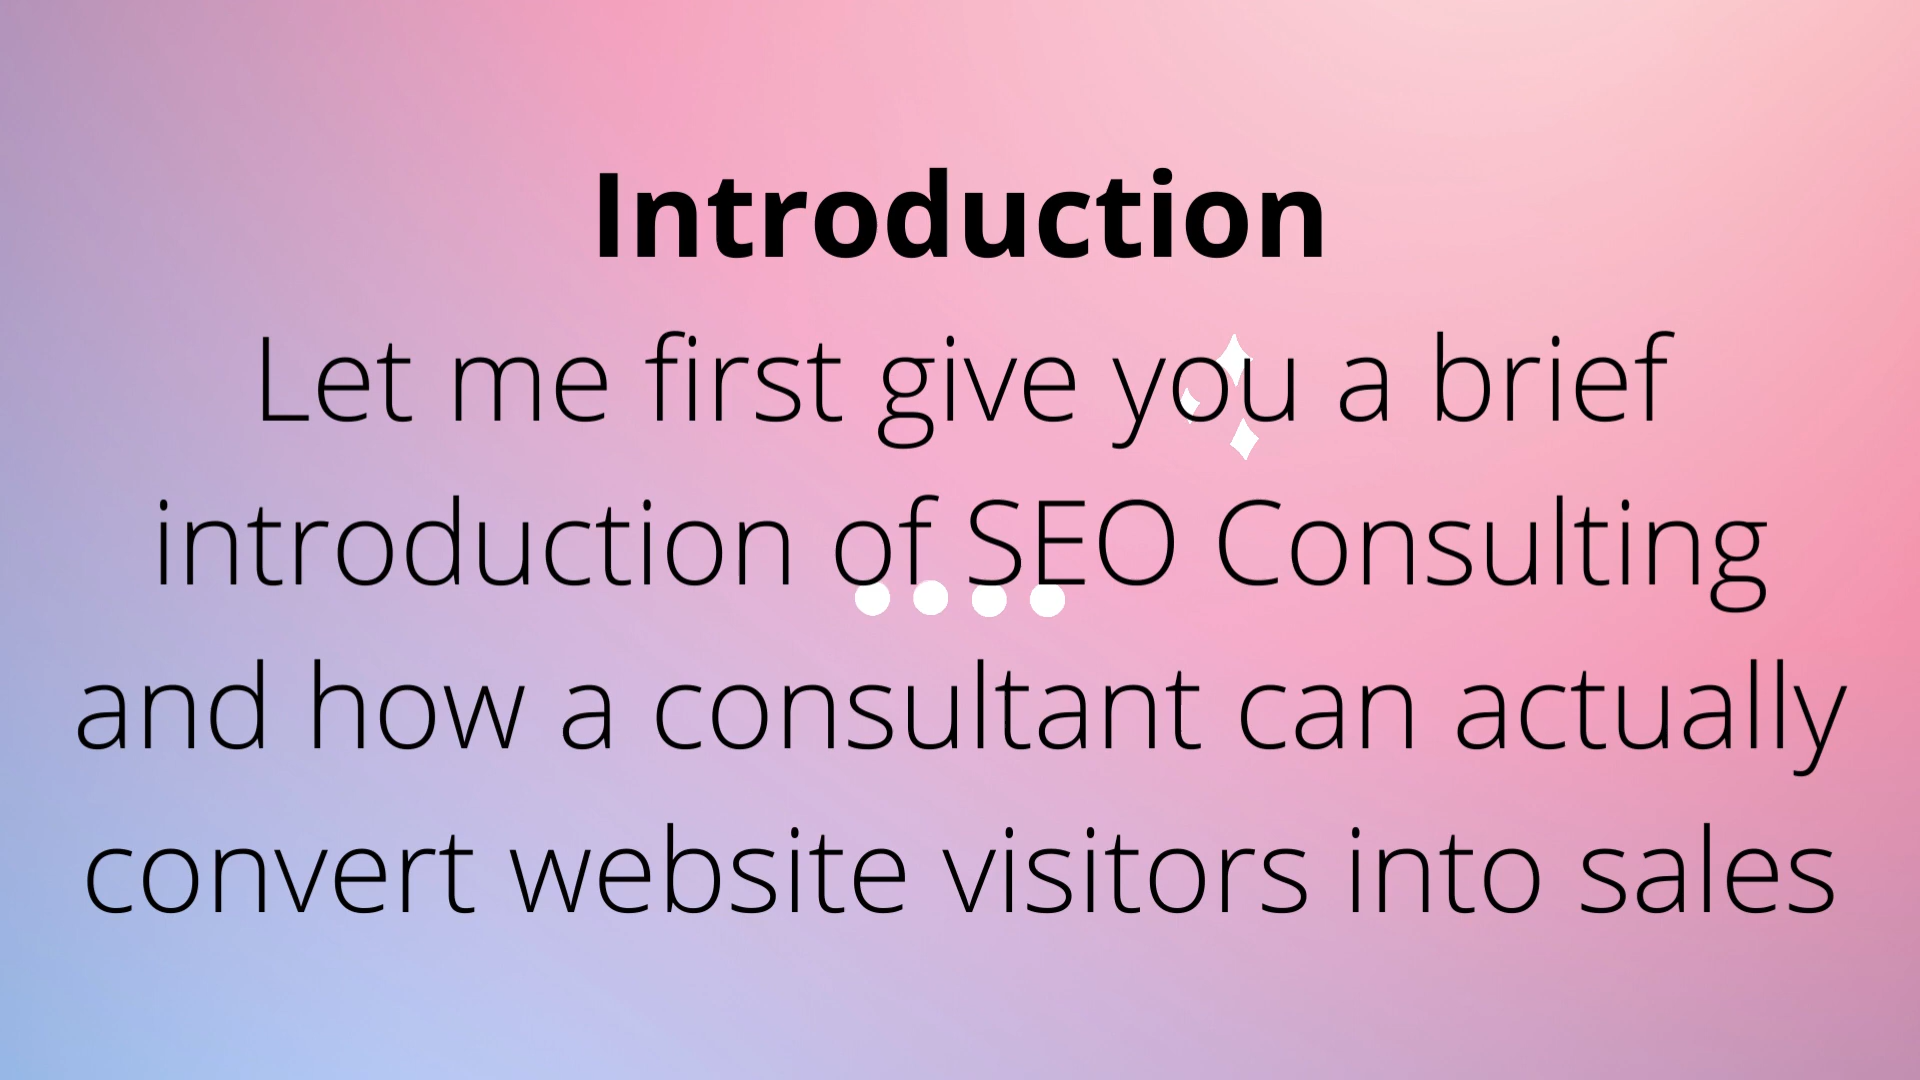 Introduction
Let me first give you a brief
introduction of SEO Consulting
and how a consultant can actually
convert website visitors into sales